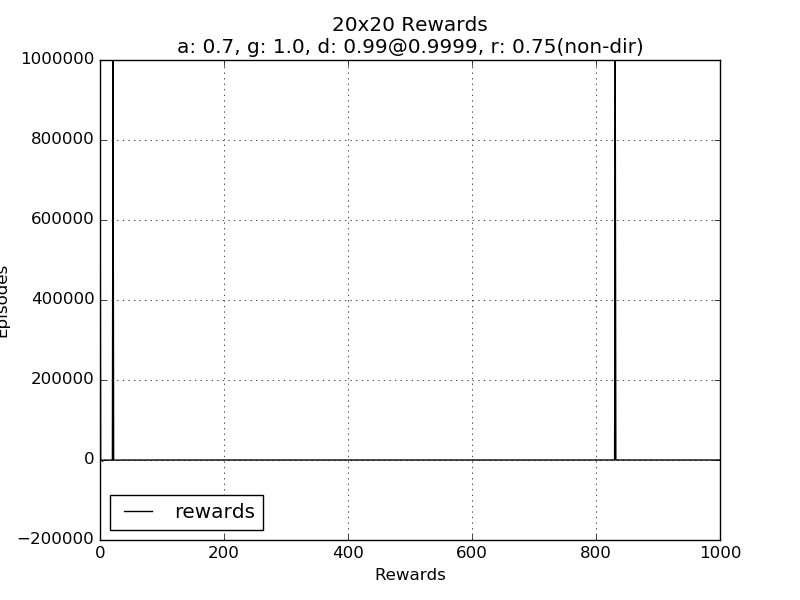 20x20 Rewards
a: 0.7, g: 1.0, d: 0.99@0.9999, r: 0.75(non-dir)
1000000
800000
600000
400000
200000
0
−200000
Episodes
rewards
0 200 400 600 800 1000
Rewards